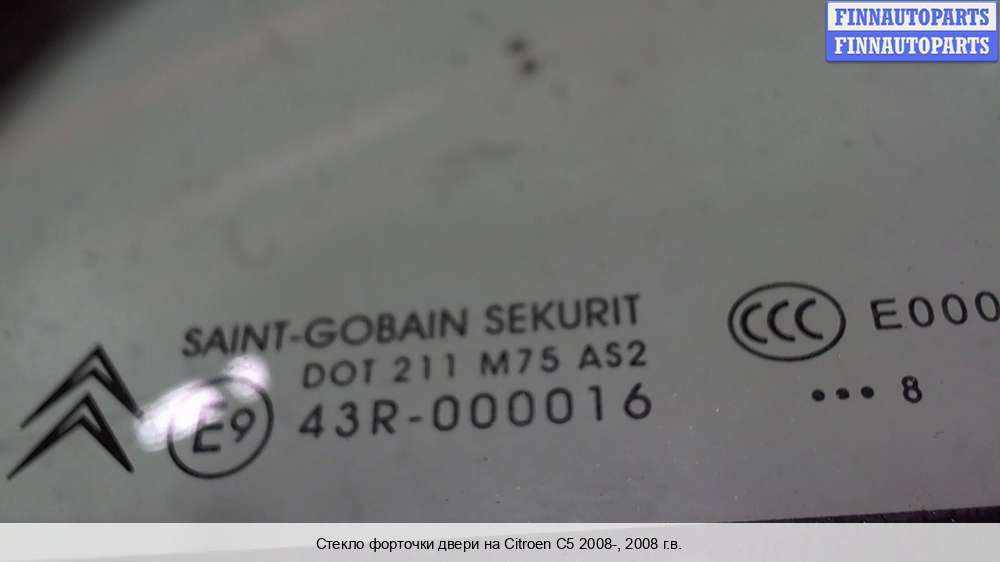 FINNAUTOPARTS
FINNAUTOPARTS
SAINT-GOBAIN SEKURIT
DOT 211 M75 AS2
E9 43R-000016
CCC E000
••• 8
Стекло форточки двери на Citroen C5 2008-, 2008 г.в.